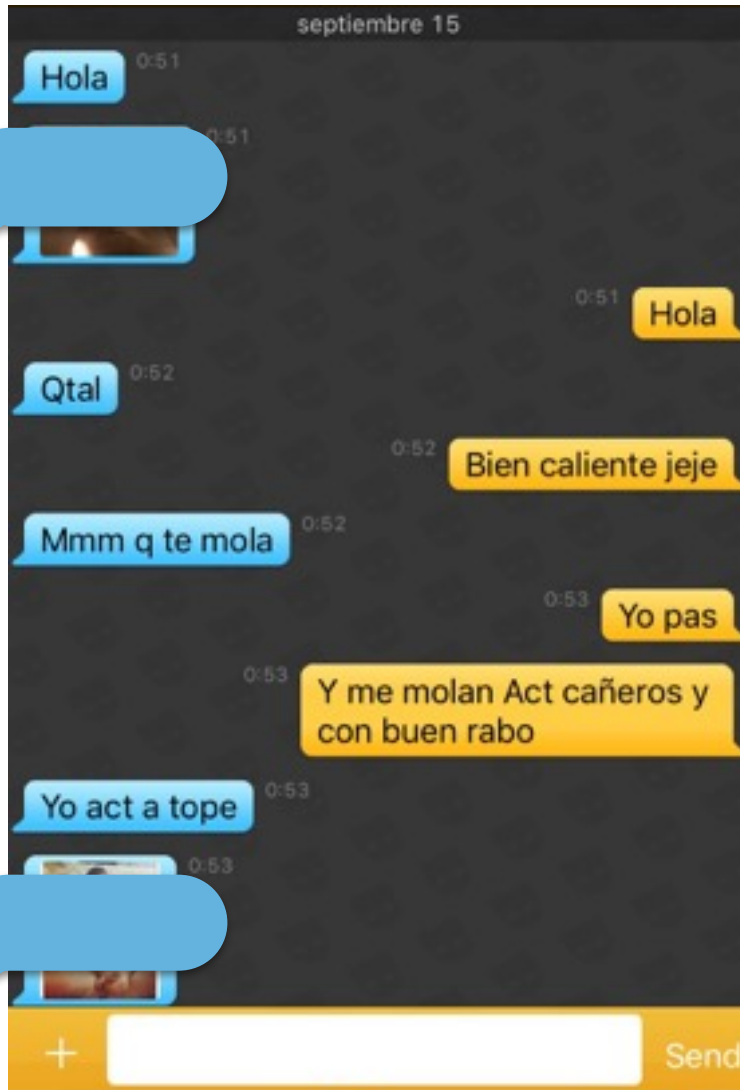 septiembre 15
Hola 0:51
0:51
0:51 Hola
Qtal 0:52
0:52 Bien caliente jeje
Mmm q te mola 0:52
0:53 Yo pas
0:53 Y me molan Act cañeros y
con buen rabo
Yo act a tope 0:53
0:53
+ Send